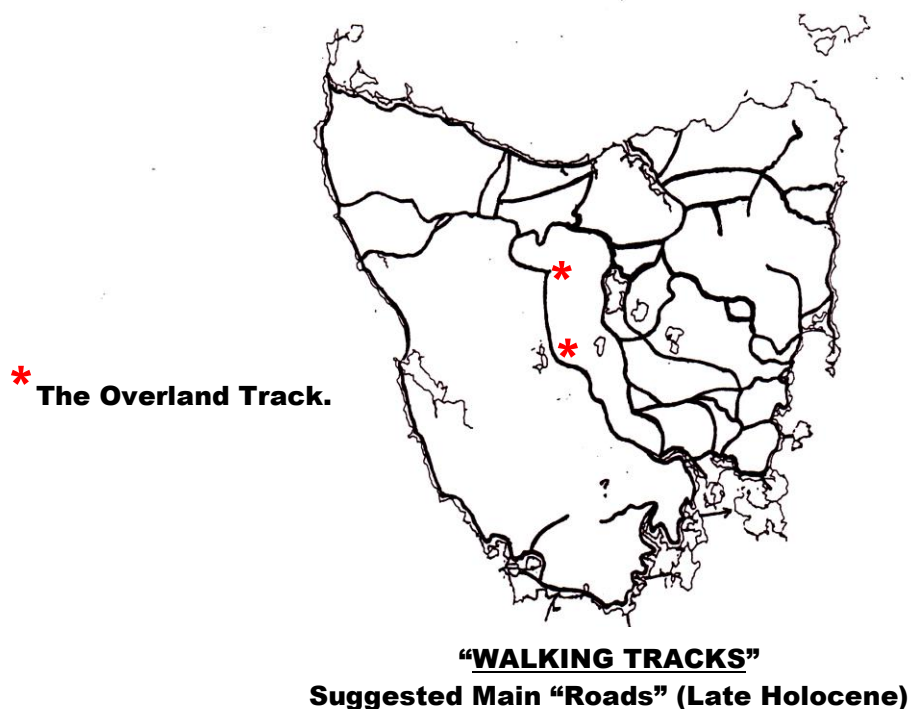 * The Overland Track.
?
“WALKING TRACKS”
Suggested Main “Roads” (Late Holocene)